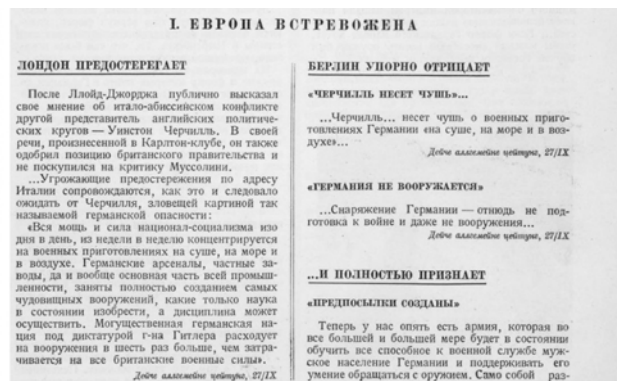 I. ЕВРОПА ВСТРЕВОЖЕНА
ЛОНДОН ПРЕДОСТЕРЕГАЕТ
После Ллойд-Джорджа публично высказал
свое мнение об итало-абиссинском конфликте
другой представитель английских политиче-
ских кругов — Уинстон Черчилль. В своей
речи, произнесенной в Карлтон-клубе, он также
одобрил позицию британского правительства и
не поскупился на критику Муссолини.
...Угрожающие предостережения по адресу
Италии сопровождаются, как это и следовало
ожидать от Черчилля, зловещей картиной так
называемой германской опасности:
«Вся мощь и сила национал-социализма изо
дня в день, из недели в неделю концентрируется
на военных приготовлениях на суше, на море и
в воздухе. Германские арсеналы, частные за-
воды, да и вообще основная часть всей промыш-
ленности, заняты полностью созданием самых
чудовищных вооружений, какие только наука
в состоянии изобрести, а дисциплина может
осуществить. Могущественная германская на-
ция под диктатурой г-на Гитлера расходует
на вооружения в шесть раз больше, чем затра-
чивается на все британские военные силы».
Дейче алгемейне цейтунг, 27/IX
БЕРЛИН УПОРНО ОТРИЦАЕТ
«ЧЕРЧИЛЛЬ НЕСЕТ ЧУШЬ»...
...Черчилль... несет чушь о военных приго-
товлениях Германии «на суше, на море и в воз-
духе»...
Дейче алгемейне цейтунг, 27/IX
«ГЕРМАНИЯ НЕ ВООРУЖАЕТСЯ»
...Снаряжение Германии — отнюдь не под-
готовка к войне и даже не вооружения...
Дейче алгемейне цейтунг, 27/IX
...И ПОЛНОСТЬЮ ПРИЗНАЕТ
«ПРЕДПОСЫЛКИ СОЗДАНЫ»
Теперь у нас опять есть армия, которая во
все большей и большей мере будет в состоянии
обучить все способное к военной службе муж-
ское население Германии и поддерживать его
умение обращаться с оружием. Само собой раз-